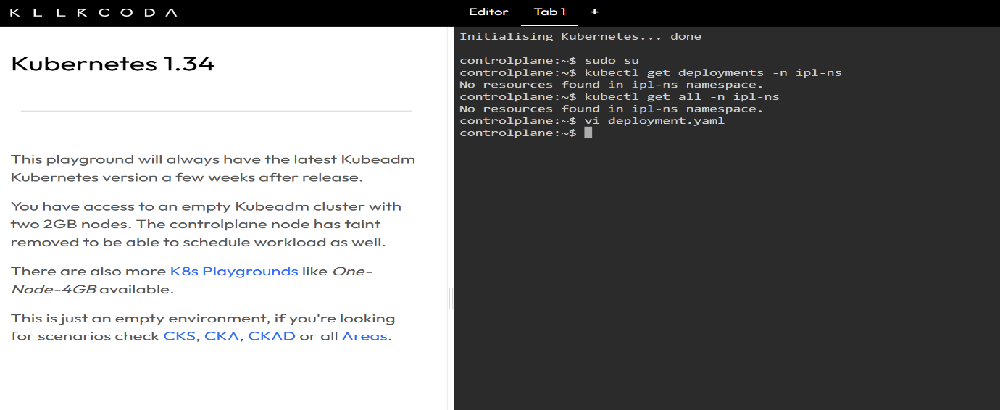 KLLRCODA
Editor Tab 1 +
Kubernetes 1.34
This playground will always have the latest Kubeadm
Kubernetes version a few weeks after release.
You have access to an empty Kubeadm cluster with
two 2GB nodes. The controlplane node has taint
removed to be able to schedule workload as well.
There are also more K8s Playgrounds like One-
Node-4GB available.
This is just an empty environment, if you're looking
for scenarios check CKS, CKA, CKAD or all Areas.
Initialising Kubernetes... done
controlplane:~$ sudo su
controlplane:~$ kubectl get deployments -n ipl-ns
No resources found in ipl-ns namespace.
controlplane:~$ kubectl get all -n ipl-ns
No resources found in ipl-ns namespace.
controlplane:~$ vi deployment.yaml
controlplane:~$